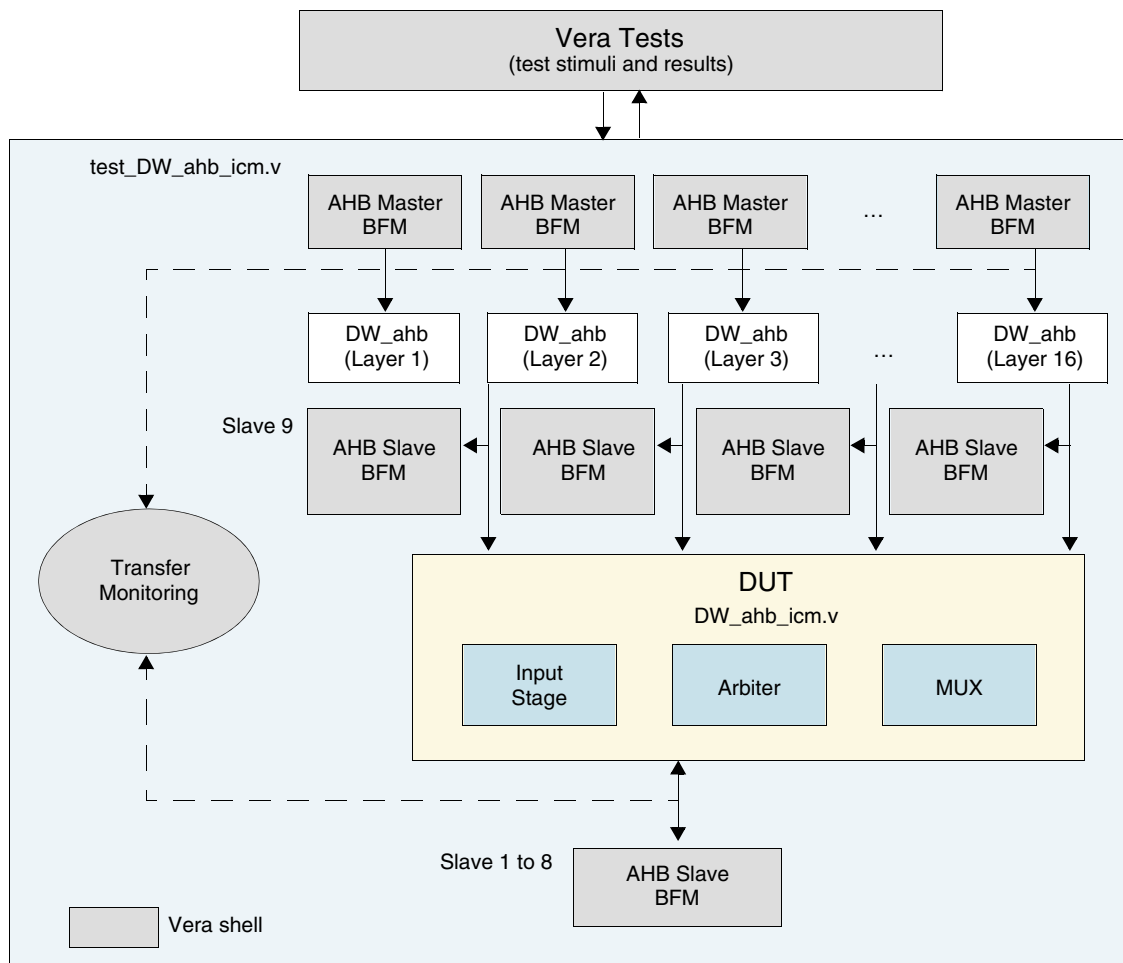 Vera Tests
(test stimuli and results)
test_DW_ahb_icm.v
AHB Master
BFM
AHB Master
BFM
AHB Master
BFM
...
AHB Master
BFM
DW_ahb
(Layer 1)
DW_ahb
(Layer 2)
DW_ahb
(Layer 3)
...
DW_ahb
(Layer 16)
Slave 9
AHB Slave
BFM
AHB Slave
BFM
AHB Slave
BFM
AHB Slave
BFM
Transfer
Monitoring
DUT
DW_ahb_icm.v
Input
Stage
Arbiter
MUX
Slave 1 to 8
AHB Slave
BFM
Vera shell